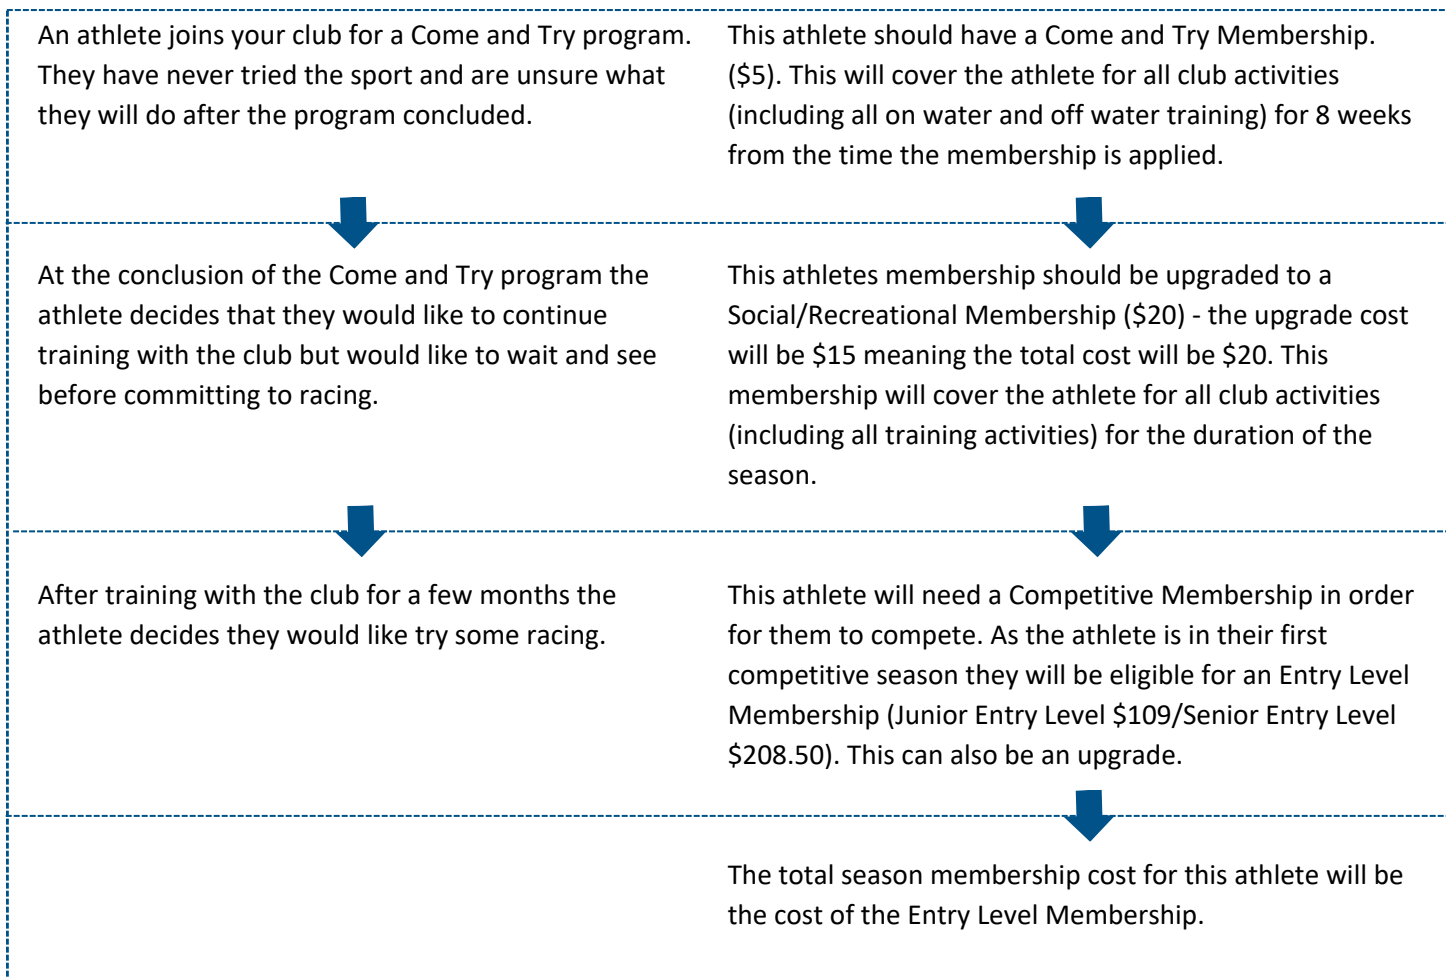 An athlete joins your club for a Come and Try program.
They have never tried the sport and are unsure what
they will do after the program concluded.
This athlete should have a Come and Try Membership.
($5). This will cover the athlete for all club activities
(including all on water and off water training) for 8 weeks
from the time the membership is applied.
At the conclusion of the Come and Try program the
athlete decides that they would like to continue
training with the club but would like to wait and see
before committing to racing.
This athletes membership should be upgraded to a
Social/Recreational Membership ($20) - the upgrade cost
will be $15 meaning the total cost will be $20. This
membership will cover the athlete for all club activities
(including all training activities) for the duration of the
season.
After training with the club for a few months the
athlete decides they would like try some racing.
This athlete will need a Competitive Membership in order
for them to compete. As the athlete is in their first
competitive season they will be eligible for an Entry Level
Membership (Junior Entry Level $109/Senior Entry Level
$208.50). This can also be an upgrade.
The total season membership cost for this athlete will be
the cost of the Entry Level Membership.